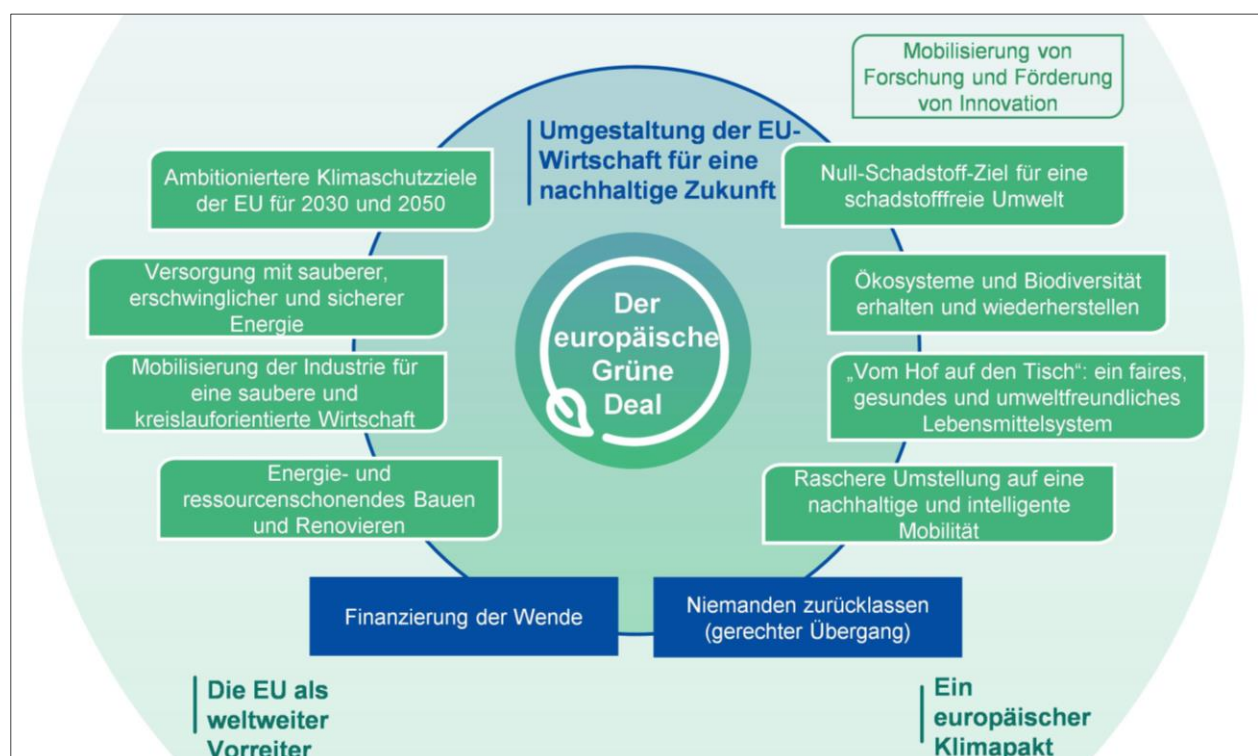 Mobilisierung von
Forschung und Förderung
von Innovation
Umgestaltung der EU-
Wirtschaft für eine
nachhaltige Zukunft
Ambitioniertere Klimaschutzziele
der EU für 2030 und 2050
Null-Schadstoff-Ziel für eine
schadstofffreie Umwelt
Versorgung mit sauberer,
erschwinglicher und sicherer
Energie
Ökosysteme und Biodiversität
erhalten und wiederherstellen
Der
europäische
Grüne
Deal
Mobilisierung der Industrie für
eine saubere und
kreislauforientierte Wirtschaft
„Vom Hof auf den Tisch“: ein faires,
gesundes und umweltfreundliches
Lebensmittelsystem
Energie- und
ressourcenschonendes Bauen
und Renovieren
Raschere Umstellung auf eine
nachhaltige und intelligente
Mobilität
Finanzierung der Wende
Niemanden zurücklassen
(gerechter Übergang)
Die EU als
weltweiter
Vorreiter
Ein
europäischer
Klimapakt